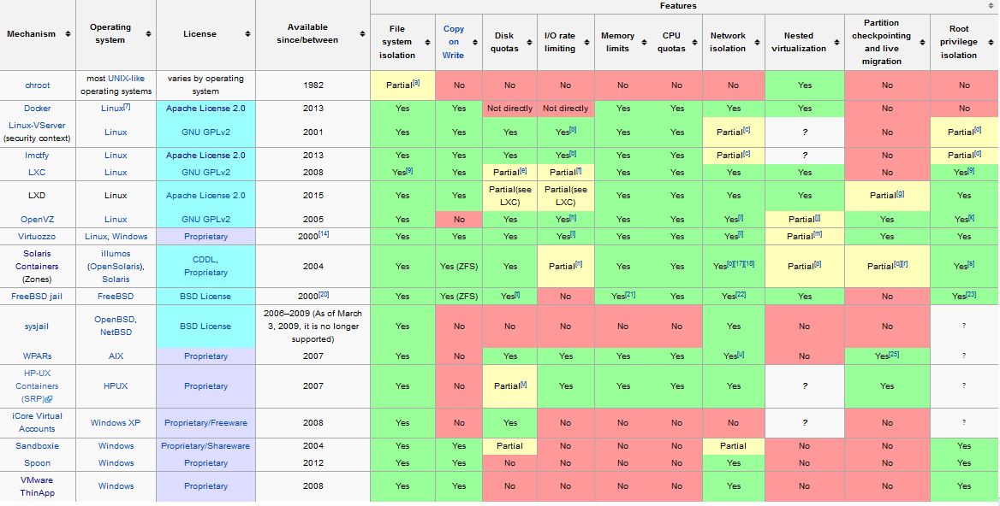 Mechanism Operating system License Available since/between Features
File system isolation Copy on Write Disk quotas I/O rate limiting Memory limits CPU quotas Network isolation Nested virtualization Partition checkpointing and live migration Root privilege isolation
chroot most UNIX-like operating systems varies by operating system 1982 Partial[a] No No No No No No Yes No No
Docker Linux[7] Apache License 2.0 2013 Yes Yes Not directly Not directly Yes Yes Yes Yes No No
Linux-VServer (security context) Linux GNU GPLv2 2001 Yes Yes Yes Yes[b] Yes Yes Partial[c] ? No Partial[d]
lmctfy Linux Apache License 2.0 2013 Yes Yes Yes Yes[b] Yes Yes Partial[c] ? No Partial[d]
LXC Linux GNU GPLv2 2008 Yes[9] Yes Partial[e] Partial[f] Yes Yes Yes Yes No Yes[9]
LXD Linux Apache License 2.0 2015 Yes Yes Partial(see LXC) Partial(see LXC) Yes Yes Yes Yes Partial[g] Yes
OpenVZ Linux GNU GPLv2 2005 Yes No Yes Yes[h] Yes Yes Yes[i] Partial[j] Yes Yes[k]
Virtuozzo Linux, Windows Proprietary 2000[14] Yes Yes Yes Yes[l] Yes Yes Yes[i] Partial[m] Yes Yes
Solaris Containers (Zones) illumos (OpenSolaris), Solaris CDDL, Proprietary 2004 Yes Yes (ZFS) Yes Partial[n] Yes Yes Yes[o][17][18] Partial[p] Partial[q][r] Yes[s]
FreeBSD jail FreeBSD BSD License 2000[20] Yes Yes (ZFS) Yes[t] No Yes[21] Yes Yes[22] Yes No Yes[23]
sysjail OpenBSD, NetBSD BSD License 2006–2009 (As of March 3, 2009, it is no longer supported) Yes No No No No No Yes No No ?
WPARs AIX Proprietary 2007 Yes No Yes Yes Yes Yes Yes[u] No Yes[25] ?
HP-UX Containers (SRP) HPUX Proprietary 2007 Yes No Partial[v] Yes Yes Yes Yes ? Yes ?
iCore Virtual Accounts Windows XP Proprietary/Freeware 2008 Yes No Yes No No No No ? No ?
Sandboxie Windows Proprietary/Shareware 2004 Yes Yes Partial No No No Partial No No Yes
Spoon Windows Proprietary 2012 Yes Yes No No No No Yes No No Yes
VMware ThinApp Windows Proprietary 2008 Yes Yes No No No No Yes No No Yes